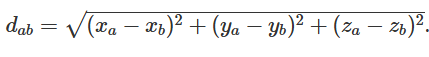 d_{ab} = \sqrt{(x_a - x_b)^2 + (y_a - y_b)^2 + (z_a - z_b)^2}.